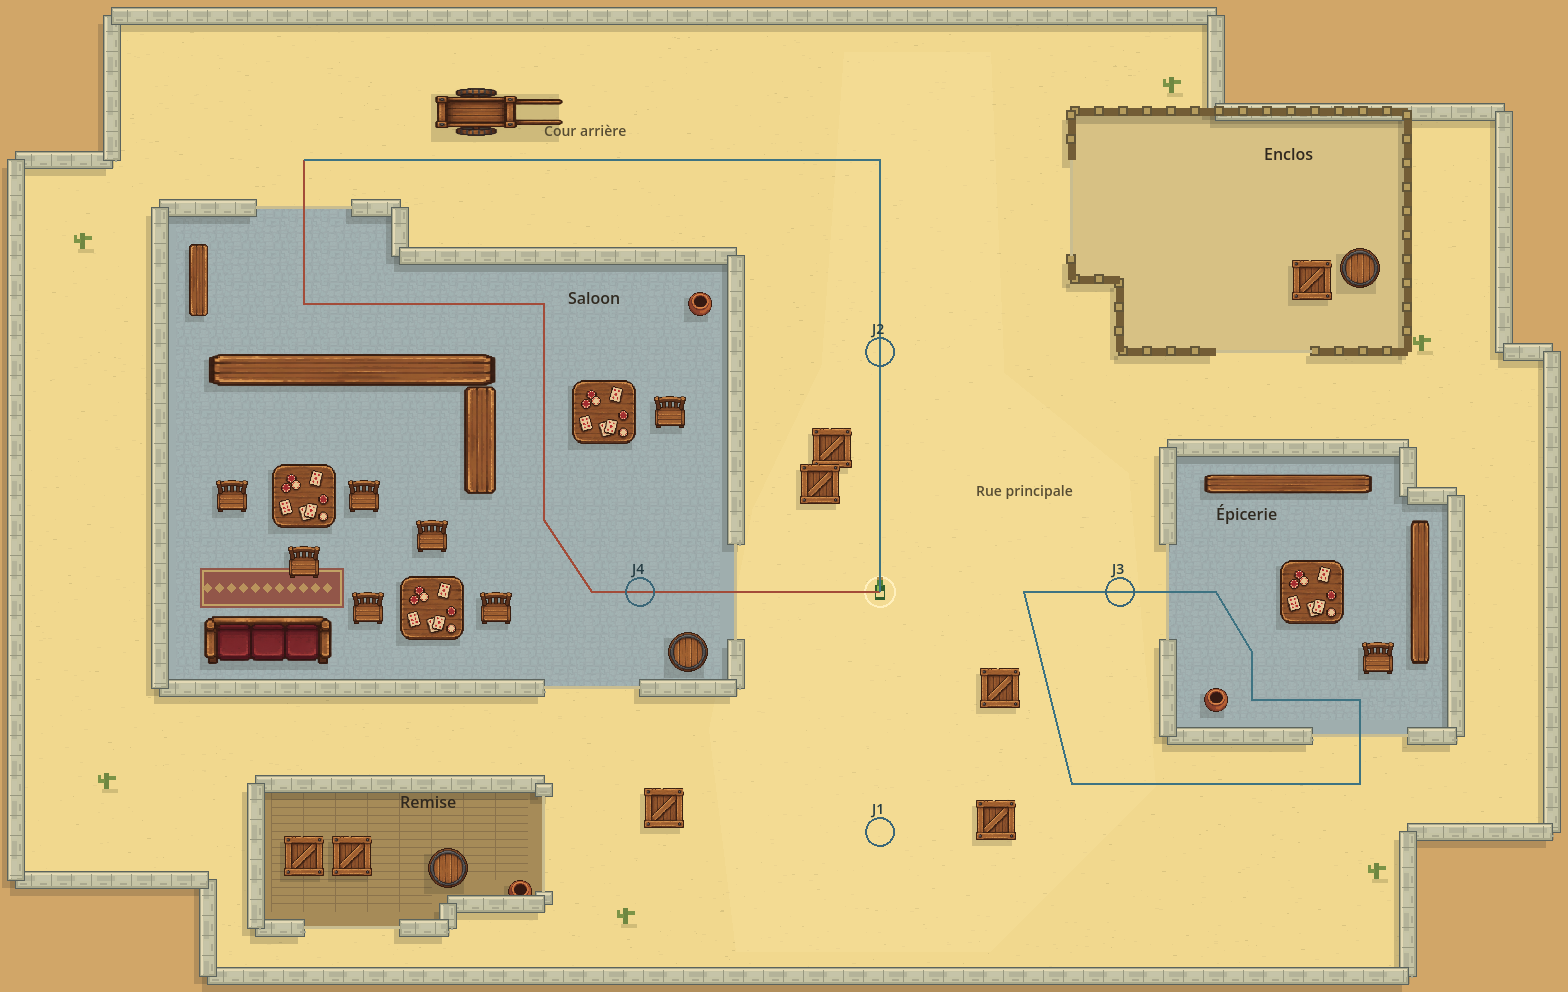 Cour arrière
Enclos
Saloon
J2
Rue principale
Épicerie
J4
J3
Remise
J1